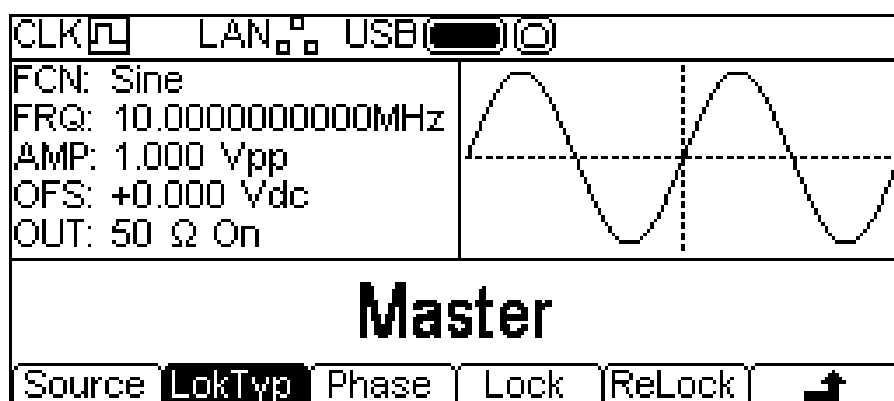 CLK LAN USB
FCN: Sine
FRQ: 10.0000000000MHz
AMP: 1.000 Vpp
OFS: +0.000 Vdc
OUT: 50 Ω On
Master
Source LokTyp Phase Lock ReLock